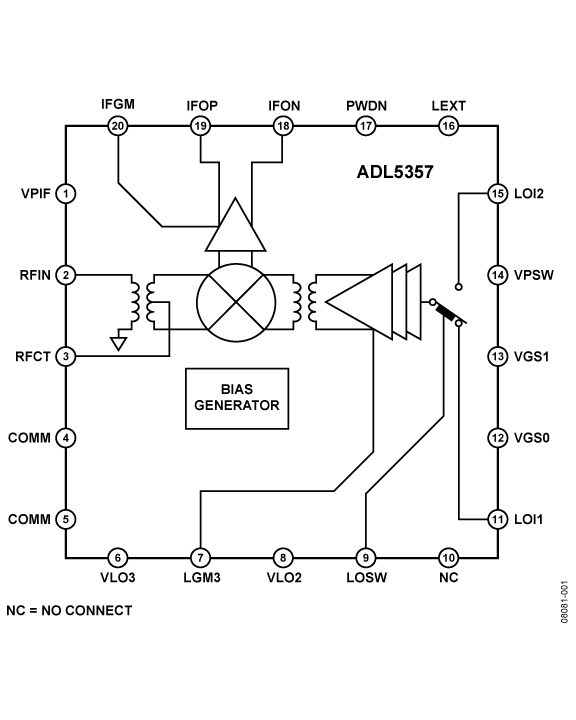 IFGM IFOP IFON PWDN LEXT
20 19 18 17 16
ADL5357
VPIF 1 15 LOI2
RFIN 2 14 VPSW
RFCT 3 13 VGS1
BIAS
GENERATOR
COMM 4 12 VGS0
COMM 5 11 LOI1
6 7 8 9 10
VLO3 LGM3 VLO2 LOSW NC
NC = NO CONNECT
08081-001